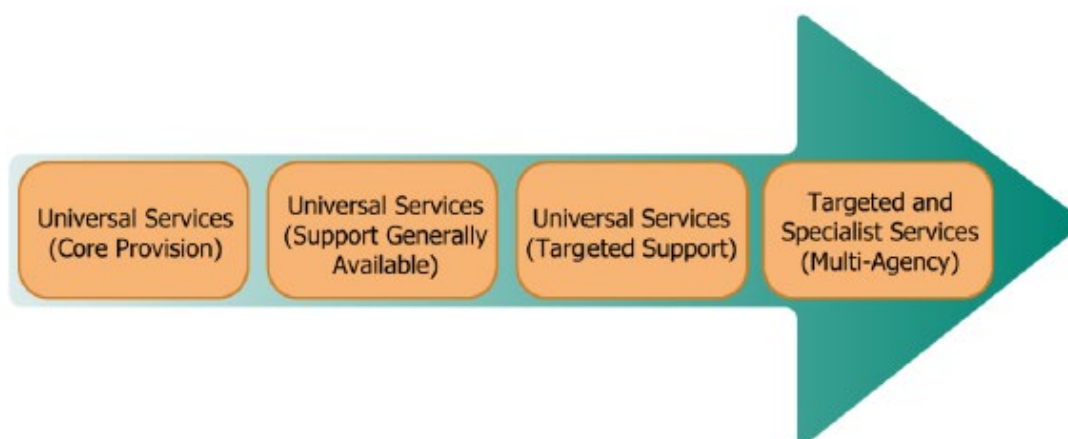 Universal Services
(Core Provision)
Universal Services
(Support Generally
Available)
Universal Services
(Targeted Support)
Targeted and
Specialist Services
(Multi-Agency)